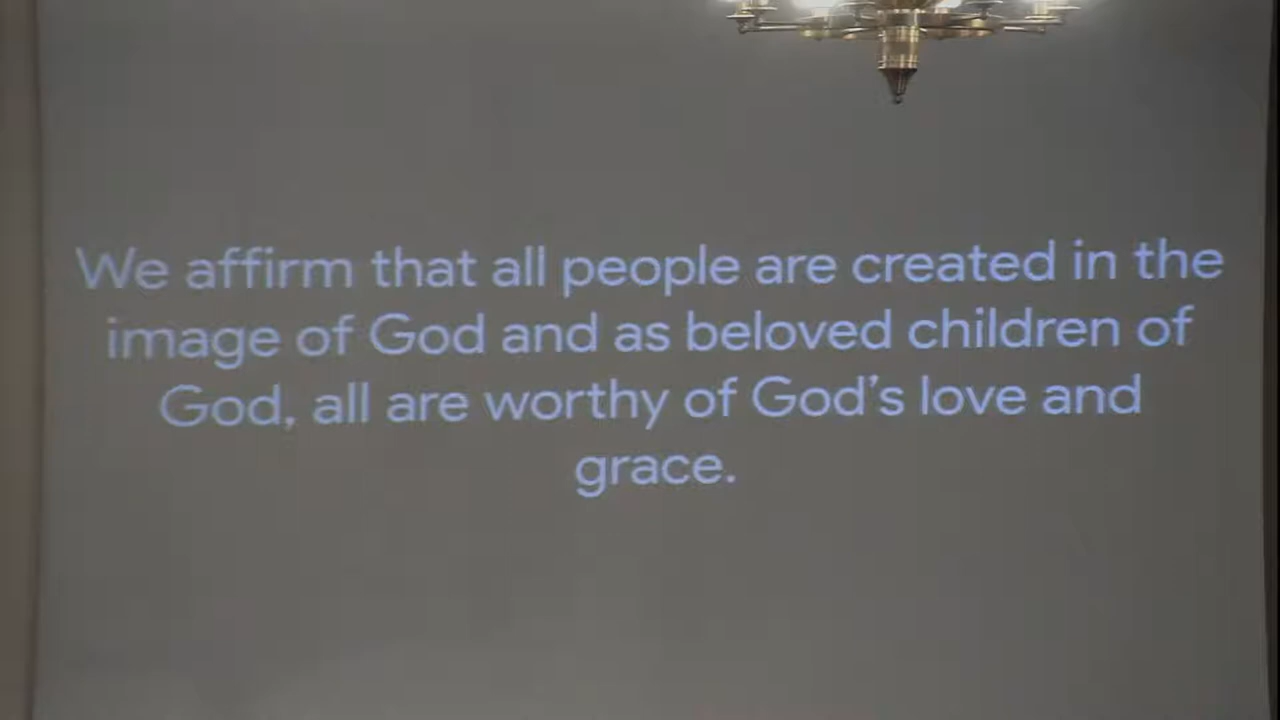 We affirm that all people are created in the
image of God and as beloved children of
God, all are worthy of God’s love and
grace.